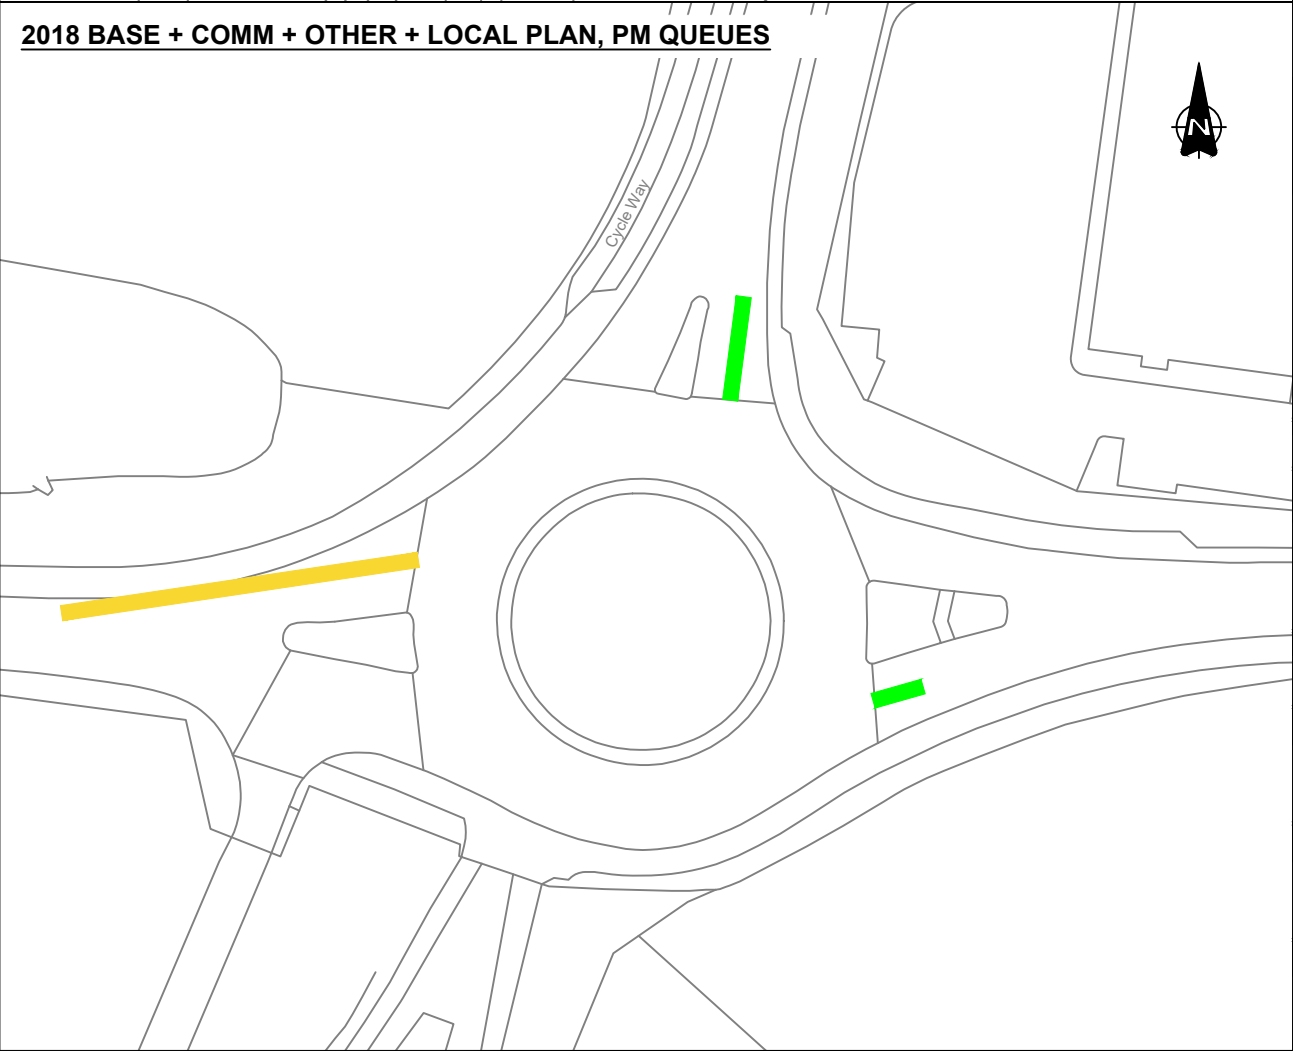 2018 BASE + COMM + OTHER + LOCAL PLAN, PM QUEUES
N
Cycle Way